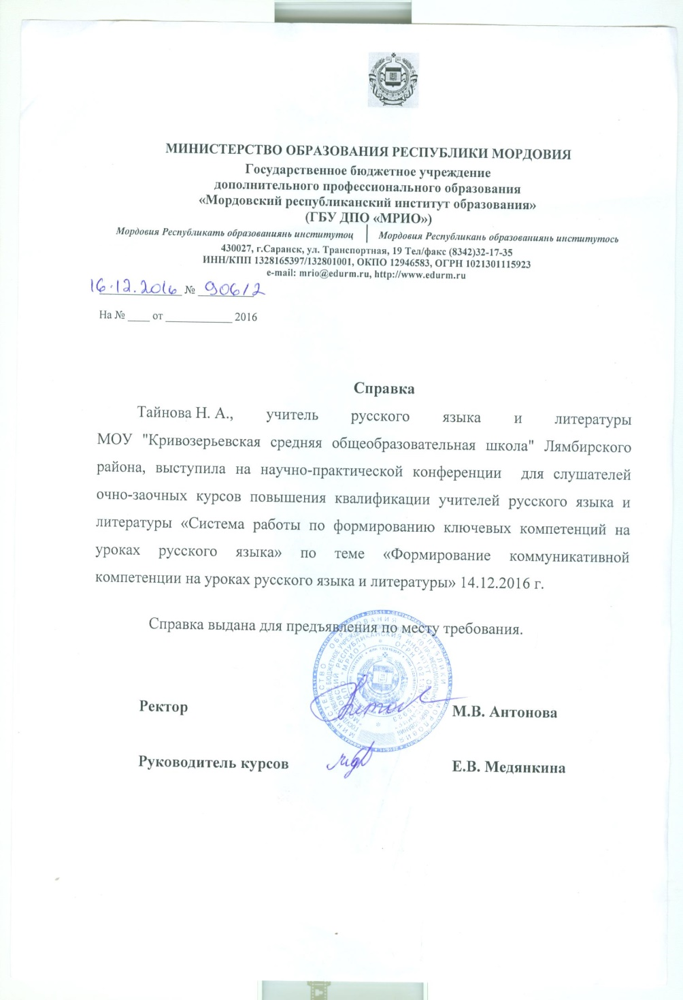 МИНИСТЕРСТВО ОБРАЗОВАНИЯ РЕСПУБЛИКИ МОРДОВИЯ
Государственное бюджетное учреждение
дополнительного профессионального образования
«Мордовский республиканский институт образования»
(ГБУ ДПО «МРИО»)
Мордовия Республикать образованиянь институтоц | Мордовия Республикань образованиянь институтось
430027, г.Саранск, ул. Транспортная, 19 Тел/факс (8342)32-17-35
ИНН/КПП 1328165397/132801001, ОКПО 12946583, ОГРН 1021301115923
e-mail: mrio@edurm.ru, http://www.edurm.ru
16.12.2016 № 906/2
На № ____ от ____________ 2016
Справка
Тайнова Н. А., учитель русского языка и литературы
МОУ "Кривозерьевская средняя общеобразовательная школа" Лямбирского
района, выступила на научно-практической конференции для слушателей
очно-заочных курсов повышения квалификации учителей русского языка и
литературы «Система работы по формированию ключевых компетенций на
уроках русского языка» по теме «Формирование коммуникативной
компетенции на уроках русского языка и литературы» 14.12.2016 г.
Справка выдана для предъявления по месту требования.
МИНИСТЕРСТВО ОБРАЗОВАНИЯ РЕСПУБЛИКИ МОРДОВИЯ
Ректор М.В. Антонова
Руководитель курсов Е.В. Медянкина